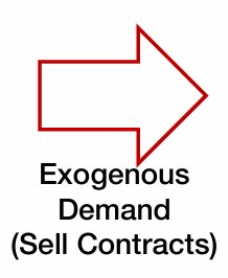 Exogenous
Demand
(Sell Contracts)